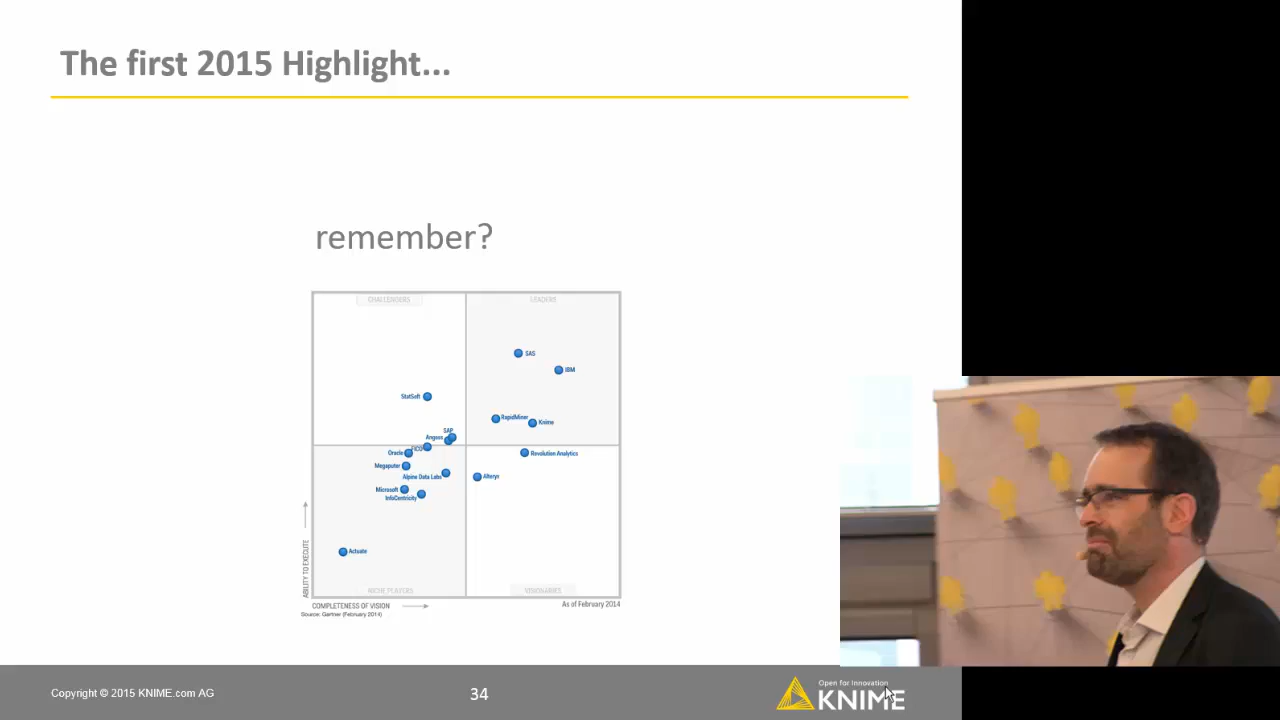 The first 2015 Highlight...
remember?
CHALLENGERS
LEADERS
SAS
IBM
StatSoft
RapidMiner
Knime
SAP
Angoss
FICO
Oracle
Revolution Analytics
Megaputer
Alpine Data Labs
Alteryx
Microsoft
InfoCentricity
Actuate
ABILITY TO EXECUTE
NICHE PLAYERS
VISIONARIES
COMPLETENESS OF VISION
As of February 2014
Source: Gartner (February 2014)
Copyright © 2015 KNIME.com AG
34
Open for Innovation
KNIME